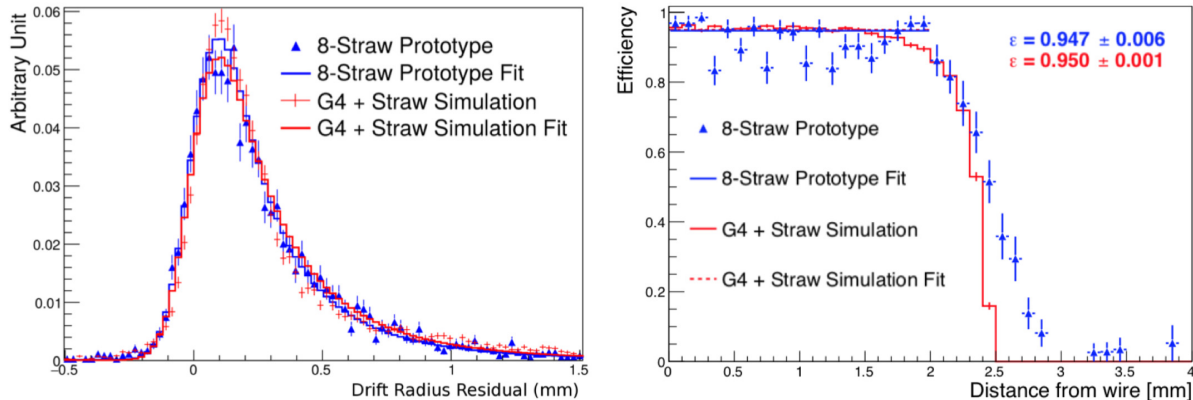 Arbitrary Unit
0.06
0.05
0.04
0.03
0.02
0.01
0
-0.5
0
0.5
1
1.5
Drift Radius Residual (mm)
8-Straw Prototype
8-Straw Prototype Fit
G4 + Straw Simulation
G4 + Straw Simulation Fit
Efficiency
1
0.8
0.6
0.4
0.2
0
0
0.5
1
1.5
2
2.5
3
3.5
4
Distance from wire [mm]
ε = 0.947 ± 0.006
ε = 0.950 ± 0.001
8-Straw Prototype
8-Straw Prototype Fit
G4 + Straw Simulation
G4 + Straw Simulation Fit